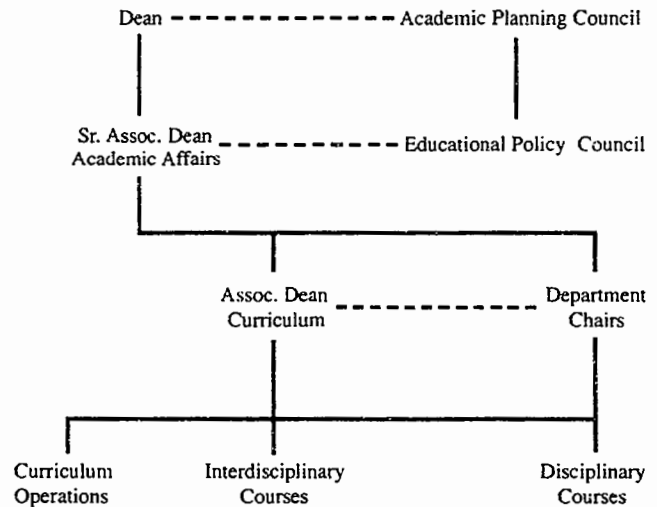 Dean
Academic Planning Council
Sr. Assoc. Dean
Academic Affairs
Educational Policy Council
Assoc. Dean
Curriculum
Department
Chairs
Curriculum
Operations
Interdisciplinary
Courses
Disciplinary
Courses